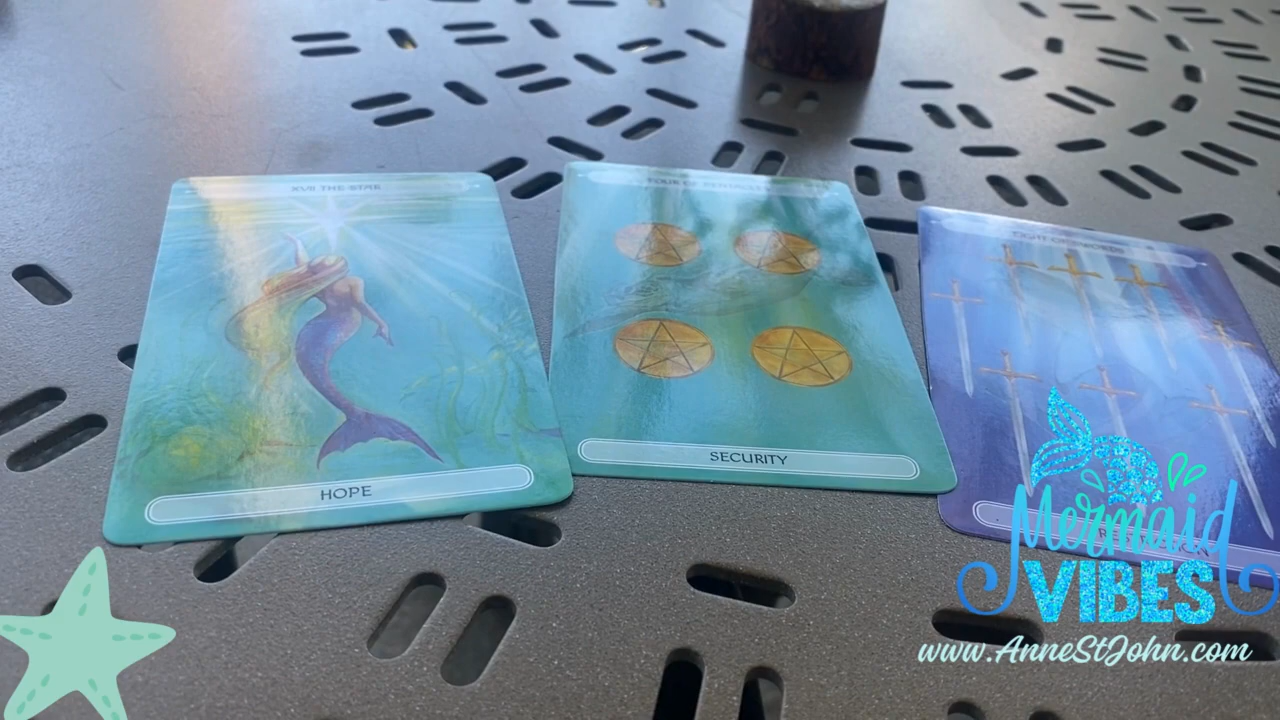 XVII THE STAR
FOUR OF PENTACLES
EIGHT OF SWORDS
HOPE
SECURITY
Mermaid
VIBES
www.AnneStJohn.com